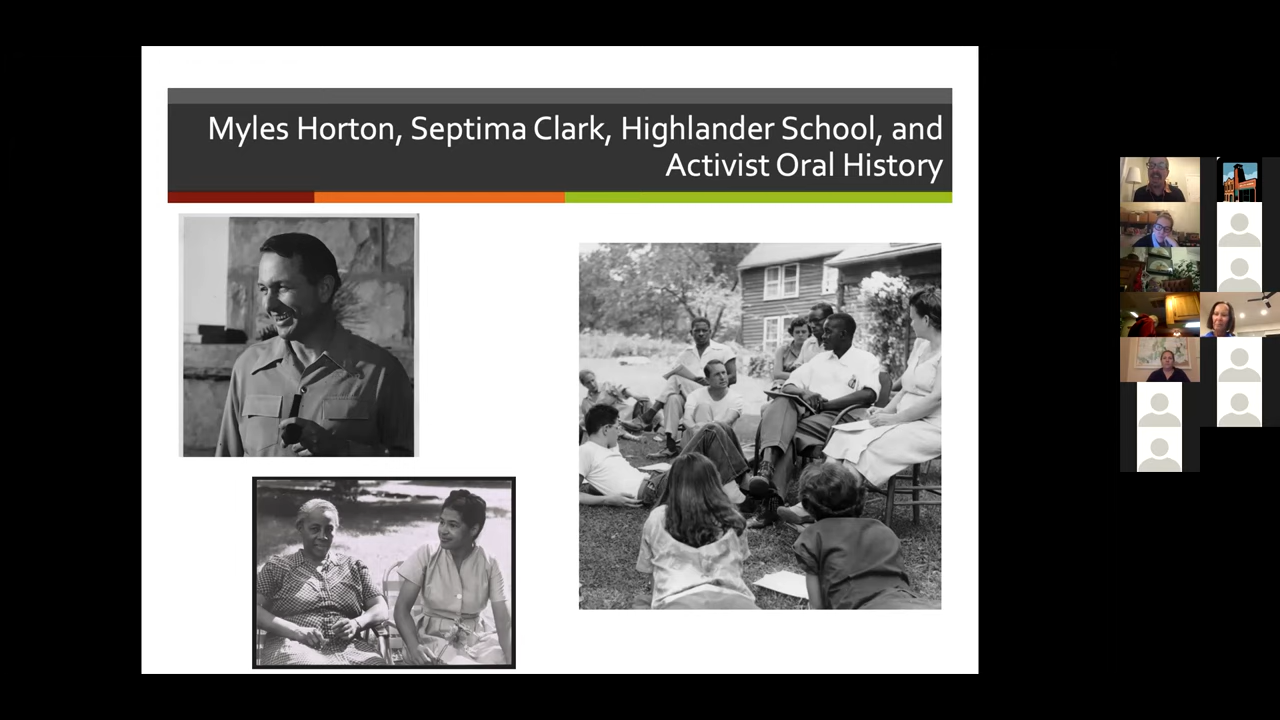 Myles Horton, Septima Clark, Highlander School, and
Activist Oral History